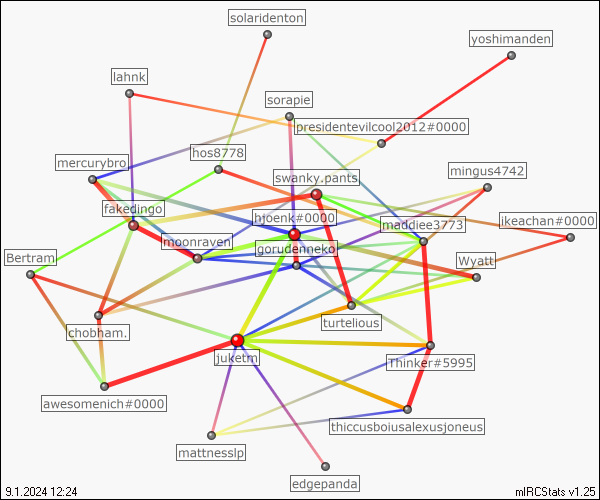 solaridenton
yoshimanden
lahnk
sorapie
presidentevilcool2012#0000
hos8778
mercurybro
mingus4742
swanky.pants
fakedingo
hjoenk#0000
maddiee3773
ikeachan#0000
moonraven
gorudenneko
Bertram
Wyatt
turtelious
chobham.
juketm
Thinker#5995
awesomenich#0000
thiccusboiusalexusjoneus
mattnesslp
edgepanda
9.1.2024 12:24
mIRCStats v1.25